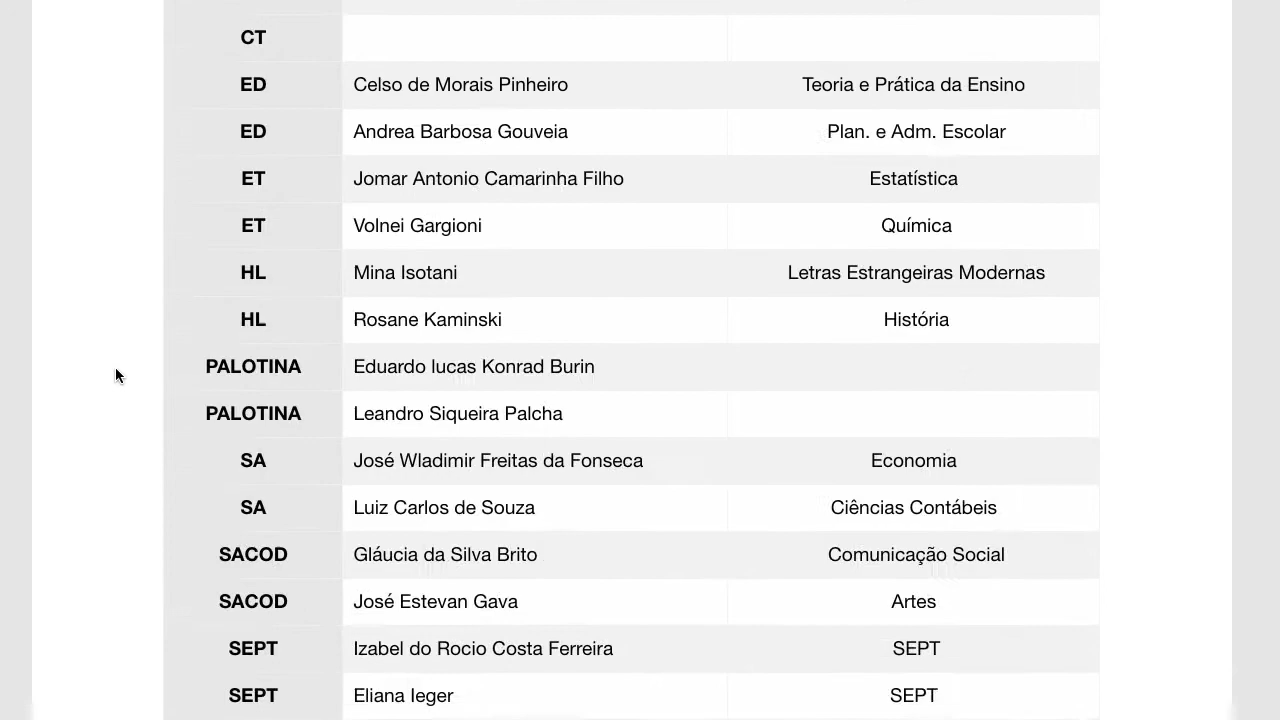 CT
ED Celso de Morais Pinheiro Teoria e Prática da Ensino
ED Andrea Barbosa Gouveia Plan. e Adm. Escolar
ET Jomar Antonio Camarinha Filho Estatística
ET Volnei Gargioni Química
HL Mina Isotani Letras Estrangeiras Modernas
HL Rosane Kaminski História
PALOTINA Eduardo lucas Konrad Burin
PALOTINA Leandro Siqueira Palcha
SA José Wladimir Freitas da Fonseca Economia
SA Luiz Carlos de Souza Ciências Contábeis
SACOD Gláucia da Silva Brito Comunicação Social
SACOD José Estevan Gava Artes
SEPT Izabel do Rocio Costa Ferreira SEPT
SEPT Eliana Ieger SEPT